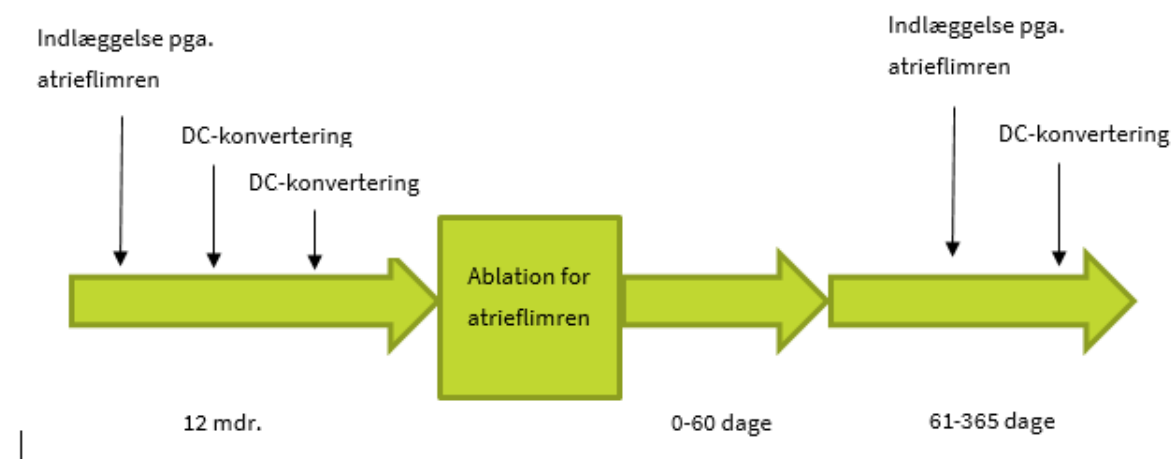 Indlæggelse pga.
atrieflimren
DC-konvertering
DC-konvertering
Ablation for
atrieflimren
Indlæggelse pga.
atrieflimren
DC-konvertering
12 mdr.
0-60 dage
61-365 dage